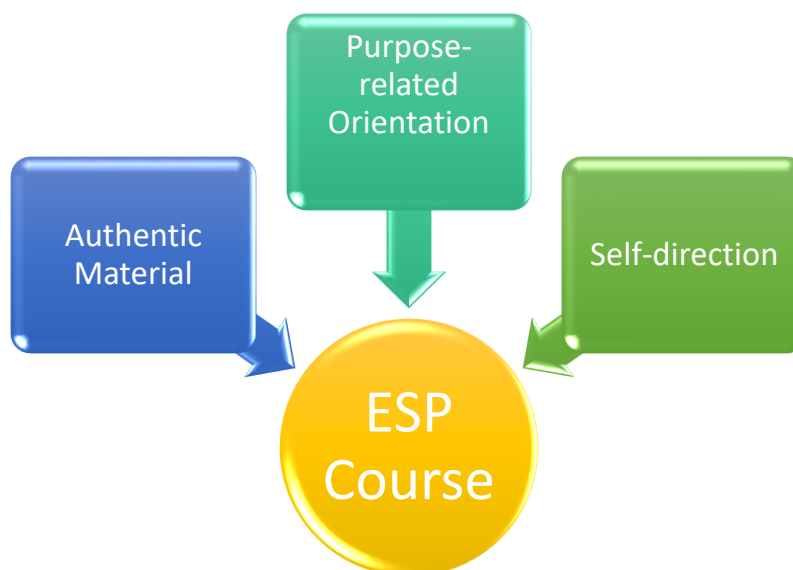 Purpose-
related
Orientation
Authentic
Material
Self-direction
ESP
Course